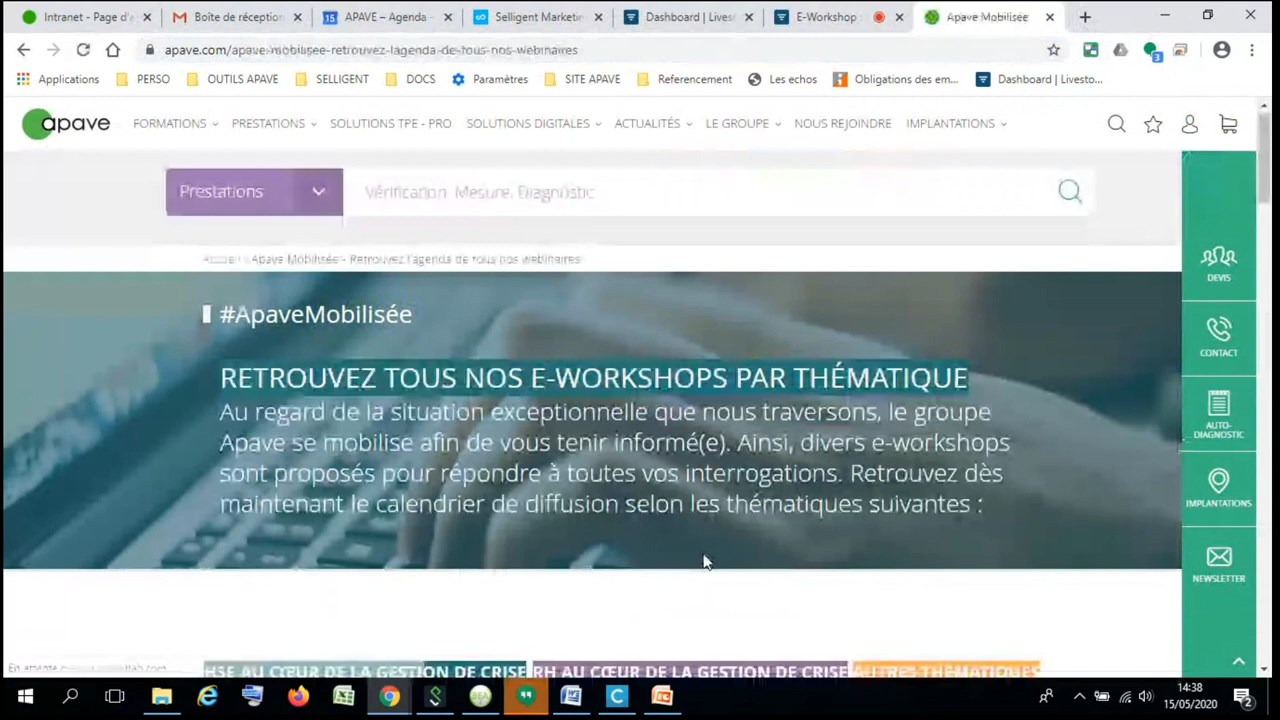 Intranet - Page d'a
Boîte de réception
APAVE – Agenda -
Selligent Marketin
Dashboard | Livest
E-Workshop
Apave Mobilisée
apave.com/apave-mobilisee-retrouvez-lagenda-de-tous-nos-webinaires
Applications PERSO OUTILS APAVE SELLIGENT DOCS Paramètres SITE APAVE Referencement Les echos Obligations des em... Dashboard | Livesto...
apave FORMATIONS PRESTATIONS SOLUTIONS TPE - PRO SOLUTIONS DIGITALES ACTUALITÉS LE GROUPE NOUS REJOINDRE IMPLANTATIONS
Prestations Vérification, Mesure, Diagnostic
Accueil - Apave Mobilisée - Retrouvez l'agenda de tous nos webinaires
#ApaveMobilisée
RETROUVEZ TOUS NOS E-WORKSHOPS PAR THÉMATIQUE
Au regard de la situation exceptionnelle que nous traversons, le groupe
Apave se mobilise afin de vous tenir informé(e). Ainsi, divers e-workshops
sont proposés pour répondre à toutes vos interrogations. Retrouvez dès
maintenant le calendrier de diffusion selon les thématiques suivantes :
DEVIS
CONTACT
AUTO-
DIAGNOSTIC
IMPLANTATIONS
NEWSLETTER
HSE AU CŒUR DE LA GESTION DE CRISE RH AU CŒUR DE LA GESTION DE CRISE AUTRES THÉMATIQUES
En attente
14:38
15/05/2020